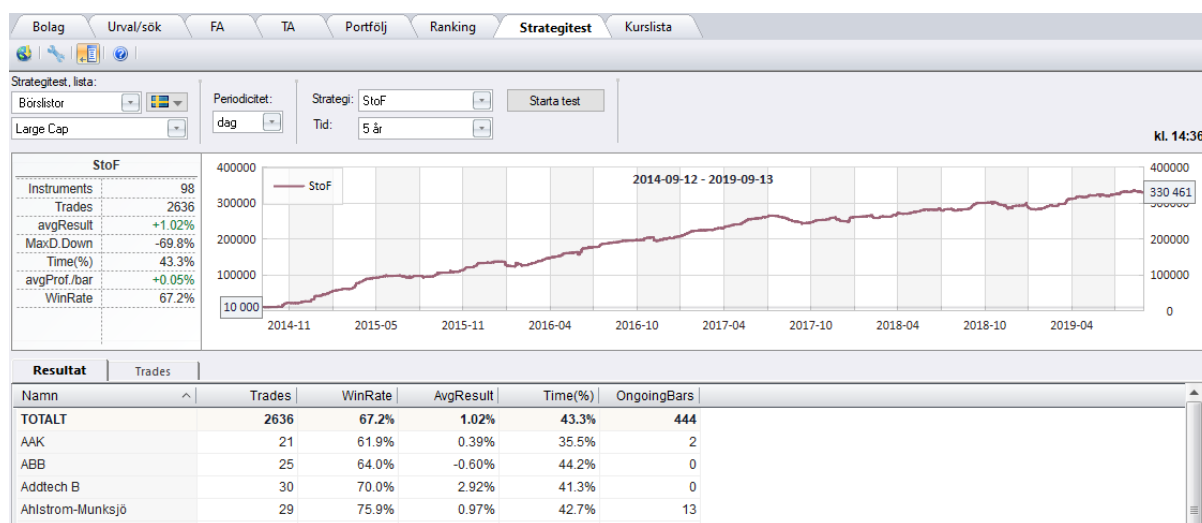 Bolag Urval/sök FA TA Portfölj Ranking Strategitest Kurslista
Strategitest, lista:
Börslistor
Periodicitet: Strategi: StoF Starta test
dag Tid: 5 år
Large Cap
kl. 14:36
StoF
Instruments 98
Trades 2636
avgResult +1.02%
MaxD.Down -69.8%
Time(%) 43.3%
avgProf./bar +0.05%
WinRate 67.2%
StoF
2014-09-12 - 2019-09-13
400000
300000
200000
100000
10 000
400000
330 461
300000
200000
100000
0
2014-11 2015-05 2015-11 2016-04 2016-10 2017-04 2017-10 2018-04 2018-10 2019-04
Resultat Trades
Namn Trades WinRate AvgResult Time(%) OngoingBars
TOTALT 2636 67.2% 1.02% 43.3% 444
AAK 21 61.9% 0.39% 35.5% 2
ABB 25 64.0% -0.60% 44.2% 0
Addtech B 30 70.0% 2.92% 41.3% 0
Ahlstrom-Munksjö 29 75.9% 0.97% 42.7% 13